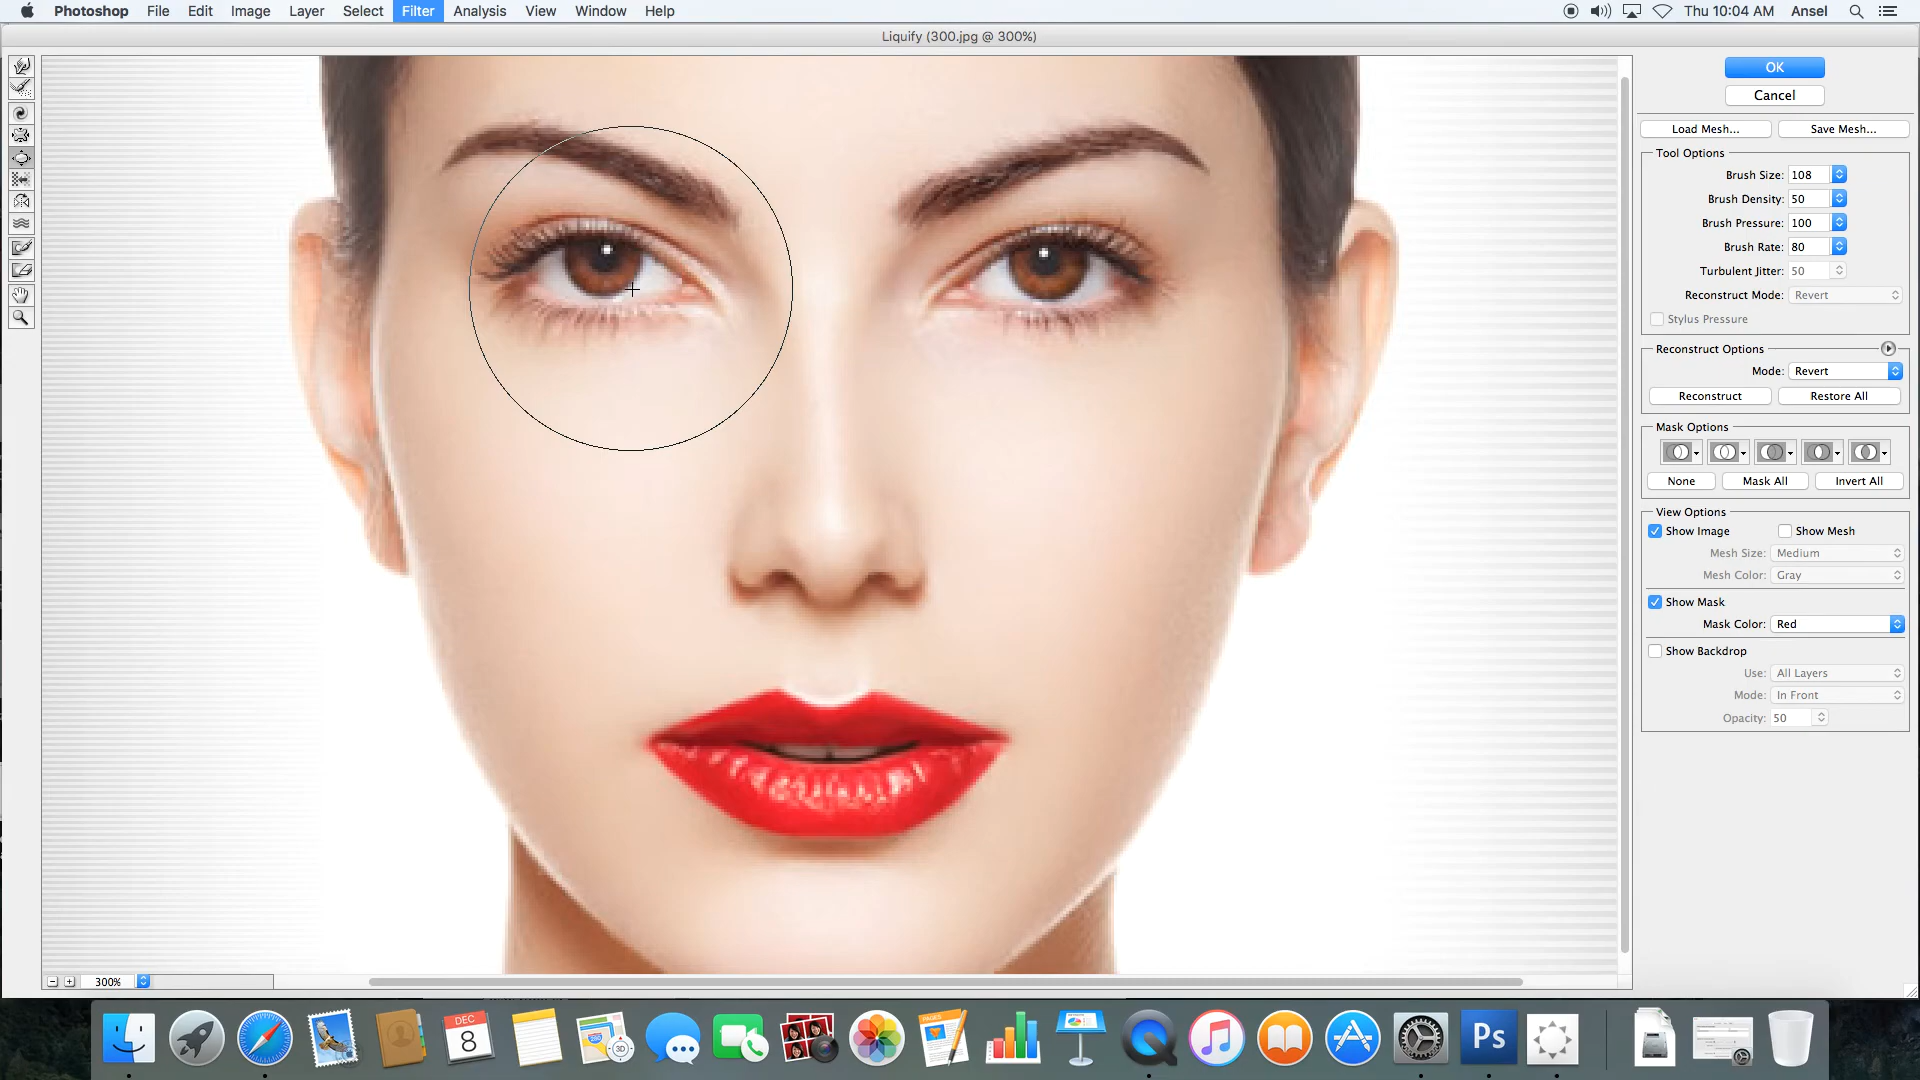 Photoshop File Edit Image Layer Select Filter Analysis View Window Help Thu 10:04 AM Ansel
Liquify (300.jpg @ 300%)
OK
Cancel
Load Mesh... Save Mesh...
Tool Options
Brush Size: 108
Brush Density: 50
Brush Pressure: 100
Brush Rate: 80
Turbulent Jitter: 50
Reconstruct Mode: Revert
Stylus Pressure
Reconstruct Options
Mode: Revert
Reconstruct Restore All
Mask Options
None Mask All Invert All
View Options
Show Image Show Mesh
Mesh Size: Medium
Mesh Color: Gray
Show Mask
Mask Color: Red
Show Backdrop
Use: All Layers
Mode: In Front
Opacity: 50
300%
DEC
8
3D
PAGES
Ps